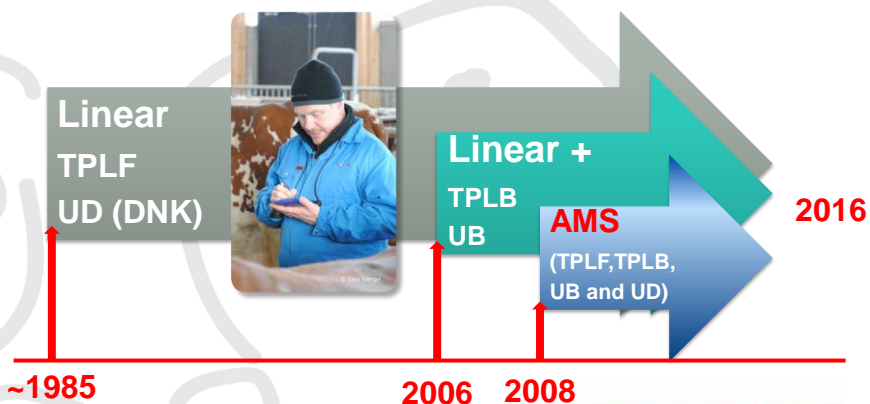 Linear
TPLF
UD (DNK)
Linear +
TPLB
UB
AMS
(TPLF,TPLB,
UB and UD)
2016
~1985
2006
2008